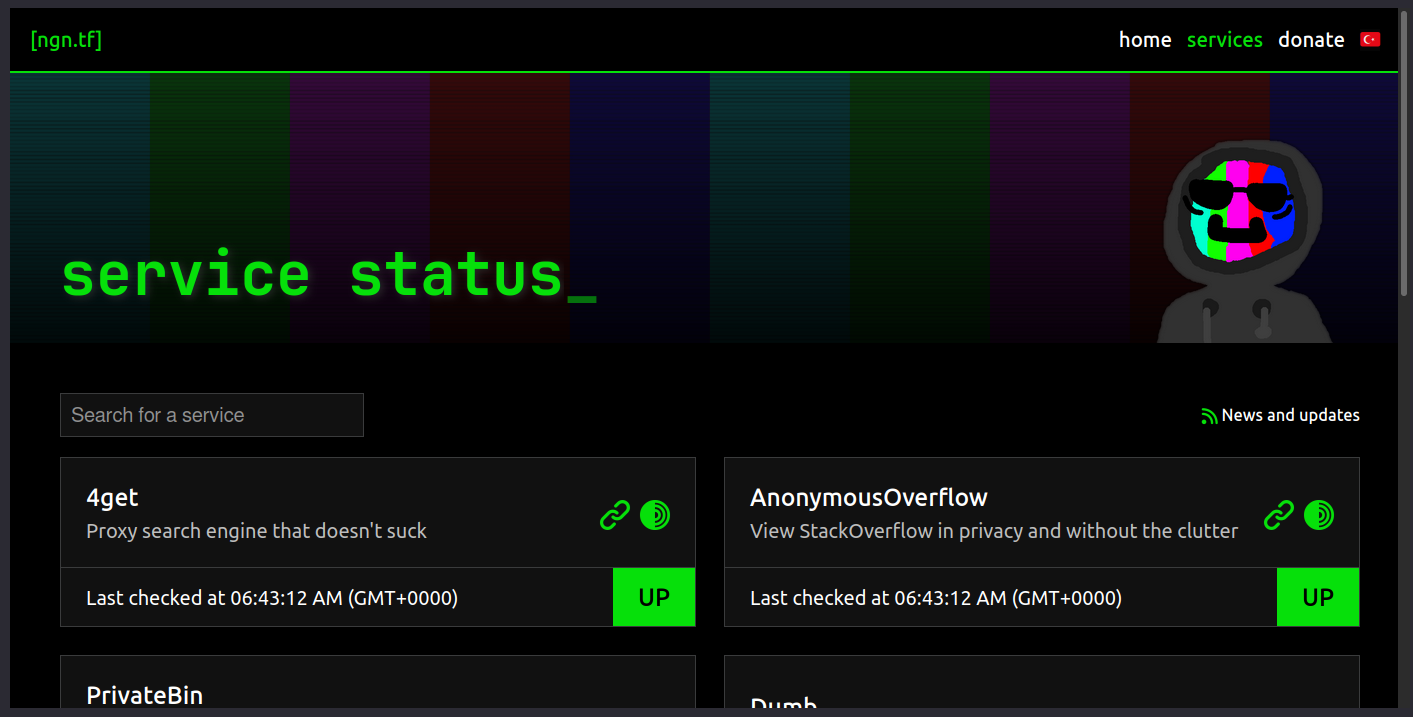 [ngn.tf]
home services donate
service status_
Search for a service
News and updates
4get
Proxy search engine that doesn't suck
Last checked at 06:43:12 AM (GMT+0000)
UP
AnonymousOverflow
View StackOverflow in privacy and without the clutter
Last checked at 06:43:12 AM (GMT+0000)
UP
PrivateBin
Dumb